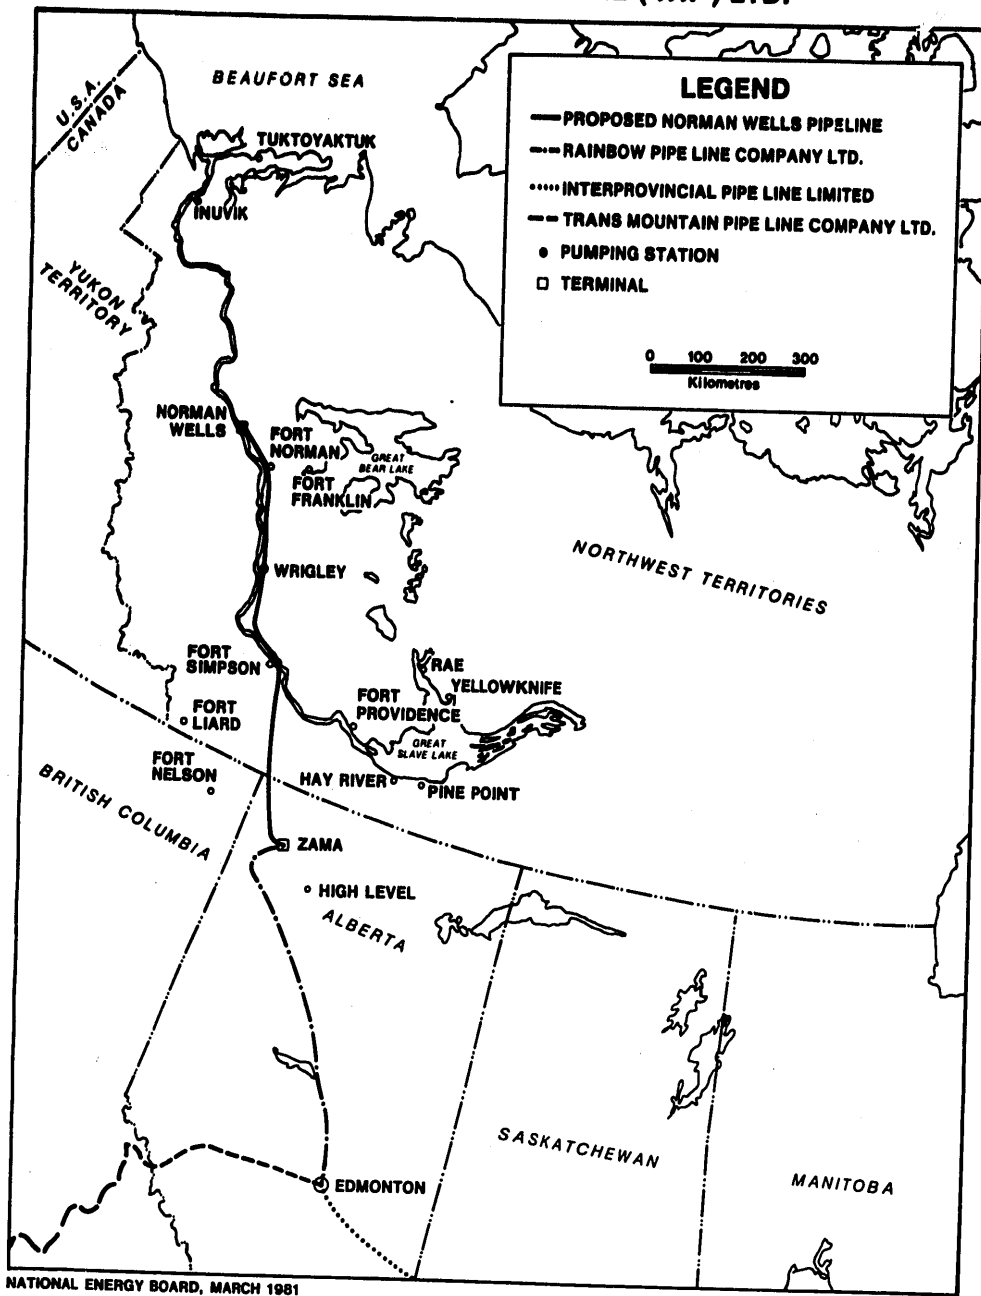 LTD.
BEAUFORT SEA
U.S.A.
CANADA
TUKTOYAKTUK
INUVIK
YUKON
TERRITORY
LEGEND
PROPOSED NORMAN WELLS PIPELINE
RAINBOW PIPE LINE COMPANY LTD.
INTERPROVINCIAL PIPE LINE LIMITED
TRANS MOUNTAIN PIPE LINE COMPANY LTD.
PUMPING STATION
TERMINAL
0 100 200 300
Kilometres
NORMAN
WELLS
FORT
NORMAN
GREAT
BEAR LAKE
FORT
FRANKLIN
WRIGLEY
NORTHWEST TERRITORIES
FORT
SIMPSON
RAE
YELLOWKNIFE
FORT
PROVIDENCE
FORT
LIARD
GREAT
SLAVE LAKE
FORT
NELSON
HAY RIVER
PINE POINT
BRITISH COLUMBIA
ZAMA
HIGH LEVEL
ALBERTA
SASKATCHEWAN
MANITOBA
EDMONTON
NATIONAL ENERGY BOARD, MARCH 1981